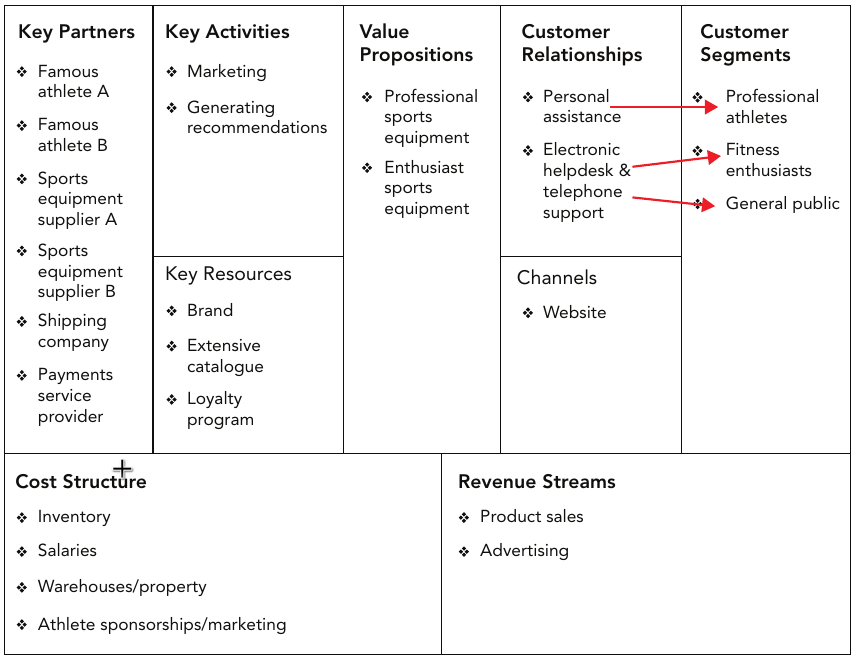 Key Partners
Famous
athlete A
Famous
athlete B
Sports
equipment
supplier A
Sports
equipment
supplier B
Shipping
company
Payments
service
provider
Key Activities
Marketing
Generating
recommendations
Key Resources
Brand
Extensive
catalogue
Loyalty
program
Value
Propositions
Professional
sports
equipment
Enthusiast
sports
equipment
Customer
Relationships
Personal
assistance
Electronic
helpdesk &
telephone
support
Channels
Website
Customer
Segments
Professional
athletes
Fitness
enthusiasts
General public
Cost Structure
Inventory
Salaries
Warehouses/property
Athlete sponsorships/marketing
Revenue Streams
Product sales
Advertising